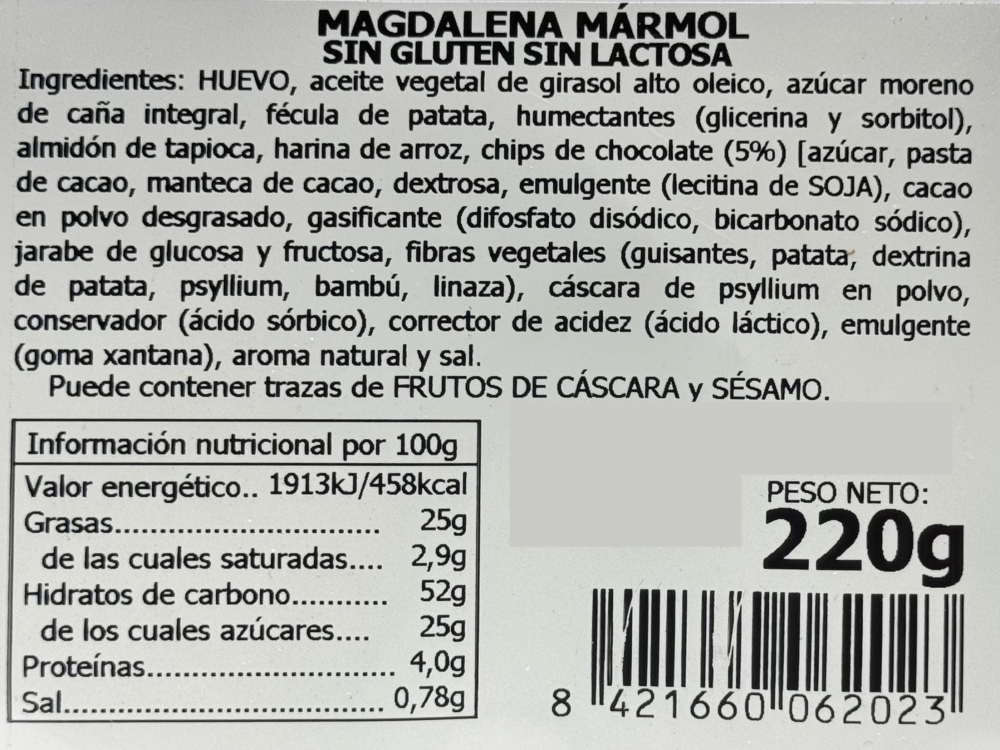 MAGDALENA MÁRMOL
SIN GLUTEN SIN LACTOSA
Ingredientes: HUEVO, aceite vegetal de girasol alto oleico, azúcar moreno
de caña integral, fécula de patata, humectantes (glicerina y sorbitol),
almidón de tapioca, harina de arroz, chips de chocolate (5%) [azúcar, pasta
de cacao, manteca de cacao, dextrosa, emulgente (lecitina de SOJA), cacao
en polvo desgrasado, gasificante (difosfato disódico, bicarbonato sódico),
jarabe de glucosa y fructosa, fibras vegetales (guisantes, patata, dextrina
de patata, psyllium, bambú, linaza), cáscara de psyllium en polvo,
conservador (ácido sórbico), corrector de acidez (ácido láctico), emulgente
(goma xantana), aroma natural y sal.
Puede contener trazas de FRUTOS DE CÁSCARA y SÉSAMO.
Información nutricional por 100g
Valor energético.. 1913kJ/458kcal
Grasas.............................. 25g
de las cuales saturadas.... 2,9g
Hidratos de carbono........... 52g
de los cuales azúcares.... 25g
Proteínas............................ 4,0g
Sal.................................... 0,78g
PESO NETO:
220g
8 421660 062023